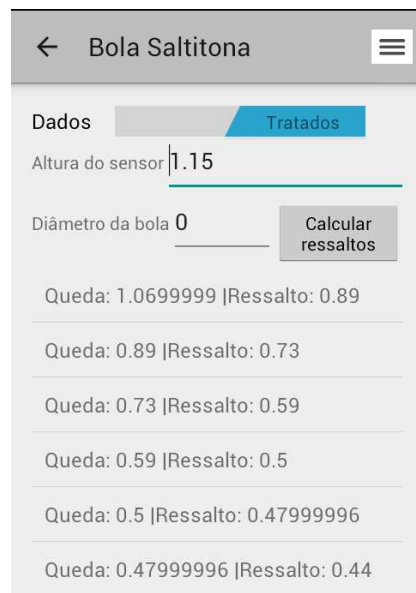 Bola Saltitona
Dados Tratados
Altura do sensor 1.15
Diâmetro da bola 0
Calcular
ressaltos
Queda: 1.0699999 |Ressalto: 0.89
Queda: 0.89 |Ressalto: 0.73
Queda: 0.73 |Ressalto: 0.59
Queda: 0.59 |Ressalto: 0.5
Queda: 0.5 |Ressalto: 0.47999996
Queda: 0.47999996 |Ressalto: 0.44